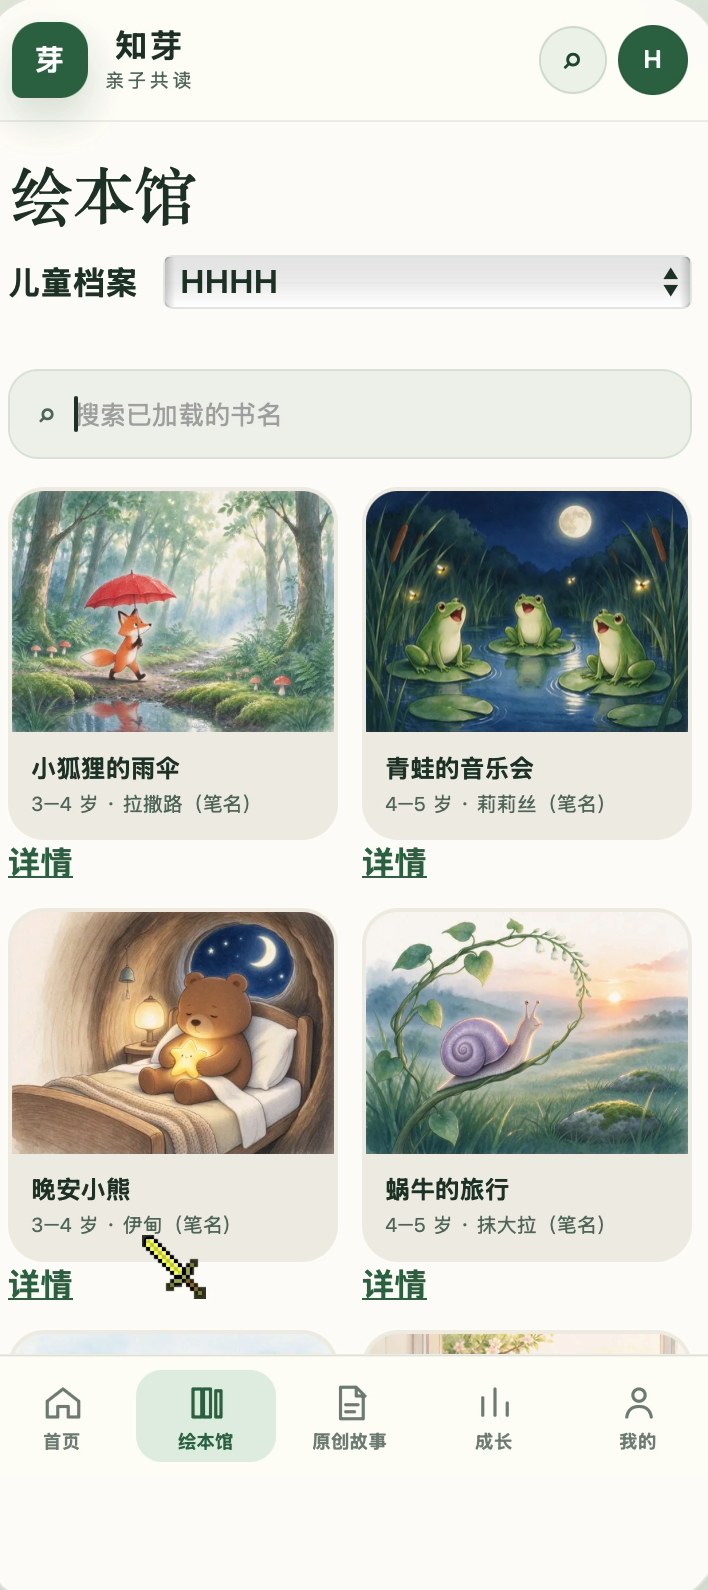 芽
知芽
亲子共读
H
绘本馆
儿童档案
HHHH
搜索已加载的书名
小狐狸的雨伞
3—4 岁 · 拉撒路（笔名）
详情
青蛙的音乐会
4—5 岁 · 莉莉丝（笔名）
详情
晚安小熊
3—4 岁 · 伊甸（笔名）
详情
蜗牛的旅行
4—5 岁 · 抹大拉（笔名）
详情
首页
绘本馆
原创故事
成长
我的